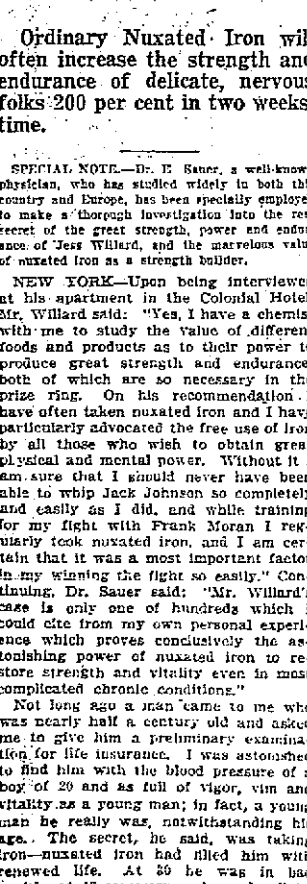 Ordinary Nuxated Iron wil
often increase the strength and
endurance of delicate, nervous
folks 200 per cent in two weeks
time.
SPECIAL NOTE.—Dr. E Sauer, a well-know
physician, who has studied widely in both thi
country and Europe, has been specially employe
to make a thorough investigation into the re
secret of the great strength, power and endu
ance of Jess Willard, and the marvelous valu
of nuxated iron as a strength builder.
NEW YORK—Upon being interviewe
at his apartment in the Colonial Hotel
Mr. Willard said: "Yes, I have a chemis
with me to study the value of differen
foods and products as to their power t
produce great strength and endurance
both of which are so necessary in th
prize ring. On his recommendation
have often taken nuxated iron and I hav
particularly advocated the free use of iron
by all those who wish to obtain grea
physical and mental power. Without it
am sure that I should never have been
able to whip Jack Johnson so completely
and easily as I did, and while training
for my fight with Frank Moran I reg
ularly took nuxated iron, and I am cer
tain that it was a most important facto
in my winning the fight so easily." Con
tinuing, Dr. Sauer said: "Mr. Willard's
case is only one of hundreds which
could cite from my own personal experi
ence which proves conclusively the as
tonishing power of nuxated iron to re
store strength and vitality even in mos
complicated chronic conditions."
Not long ago a man came to me wh
was nearly half a century old and asked
me to give him a preliminary examina
tion for life insurance. I was astonishe
to find him with the blood pressure of
boy of 20 and as full of vigor, vim an
vitality as a young man; in fact, a young
man he really was, notwithstanding hi
age. The secret, he said, was taking
iron—nuxated iron had filled him wit
renewed life. At 30 he was in ba